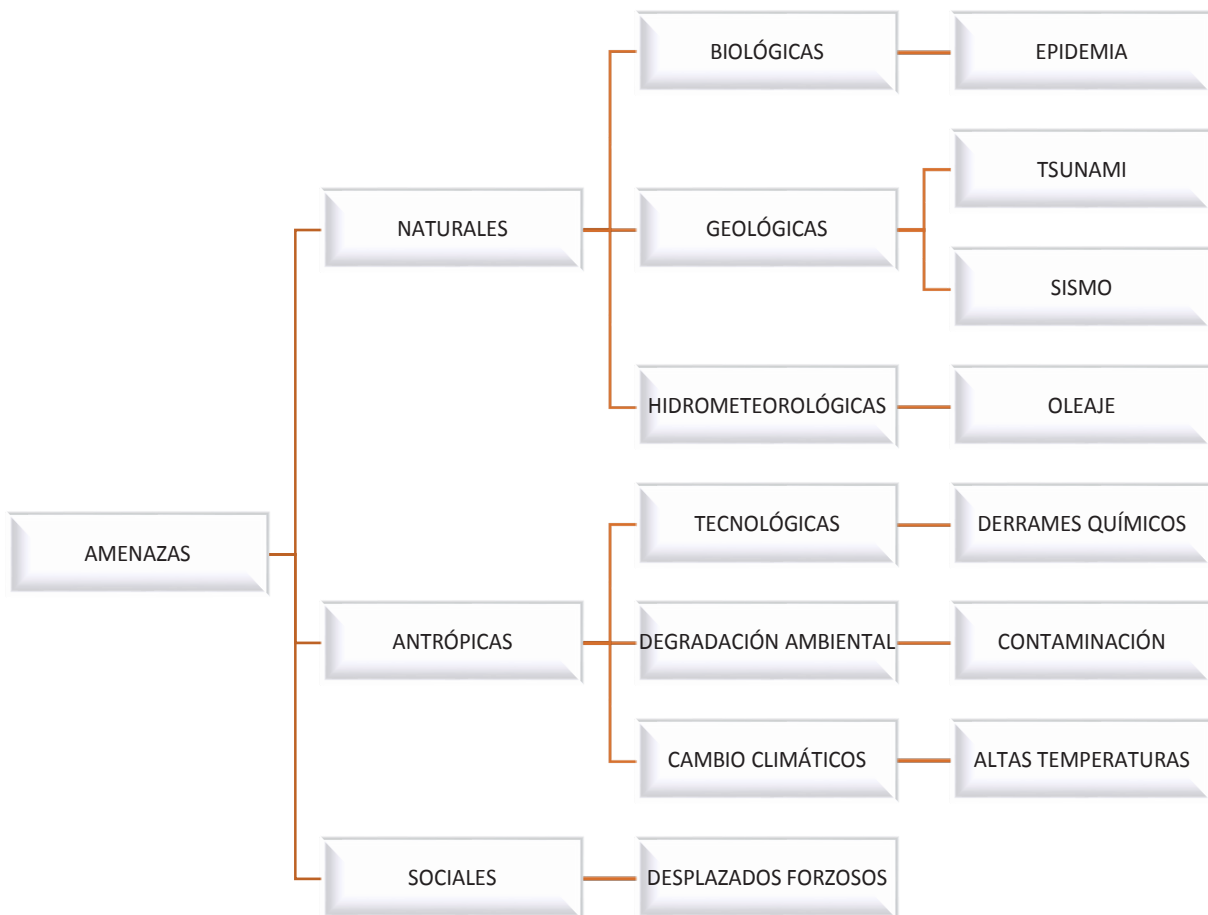 BIOLÓGICAS
EPIDEMIA
TSUNAMI
NATURALES
GEOLÓGICAS
SISMO
HIDROMETEOROLÓGICAS
OLEAJE
TECNOLÓGICAS
DERRAMES QUÍMICOS
AMENAZAS
ANTRÓPICAS
DEGRADACIÓN AMBIENTAL
CONTAMINACIÓN
CAMBIO CLIMÁTICOS
ALTAS TEMPERATURAS
SOCIALES
DESPLAZADOS FORZOSOS